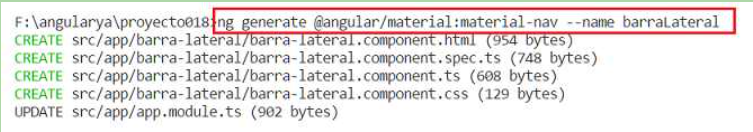 F:\angularya\proyecto018>ng generate @angular/material:material-nav --name barraLateral
CREATE src/app/barra-lateral/barra-lateral.component.html (954 bytes)
CREATE src/app/barra-lateral/barra-lateral.component.spec.ts (748 bytes)
CREATE src/app/barra-lateral/barra-lateral.component.ts (608 bytes)
CREATE src/app/barra-lateral/barra-lateral.component.css (129 bytes)
UPDATE src/app/app.module.ts (902 bytes)